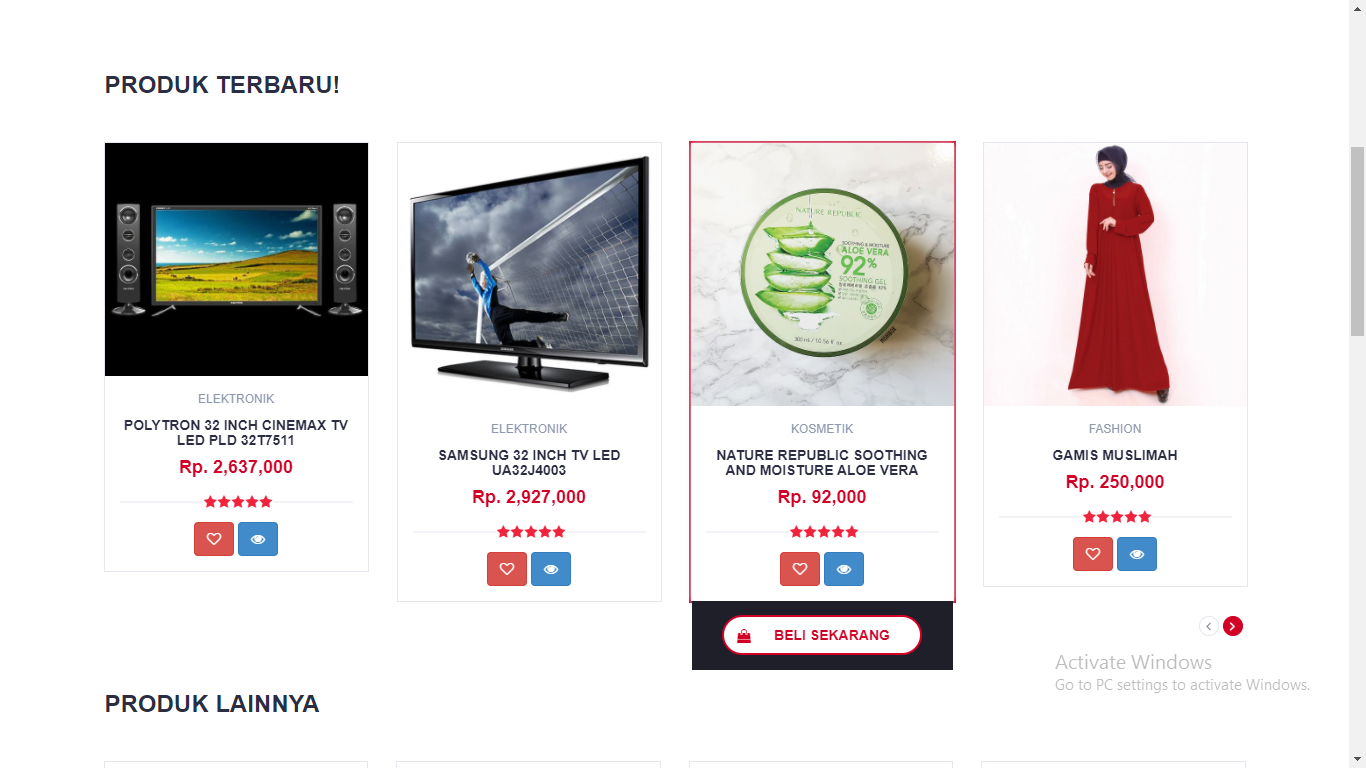 PRODUK TERBARU!
NATURE REPUBLIC
SOOTHING & MOISTURE
ALOE VERA
92%
SOOTHING GEL
300 ml / 10.56 fl. oz
ELEKTRONIK
POLYTRON 32 INCH CINEMAX TV
LED PLD 32T7511
Rp. 2,637,000
SAMSUNG
ELEKTRONIK
SAMSUNG 32 INCH TV LED
UA32J4003
Rp. 2,927,000
KOSMETIK
NATURE REPUBLIC SOOTHING
AND MOISTURE ALOE VERA
Rp. 92,000
BELI SEKARANG
FASHION
GAMIS MUSLIMAH
Rp. 250,000
Activate Windows
Go to PC settings to activate Windows.
PRODUK LAINNYA